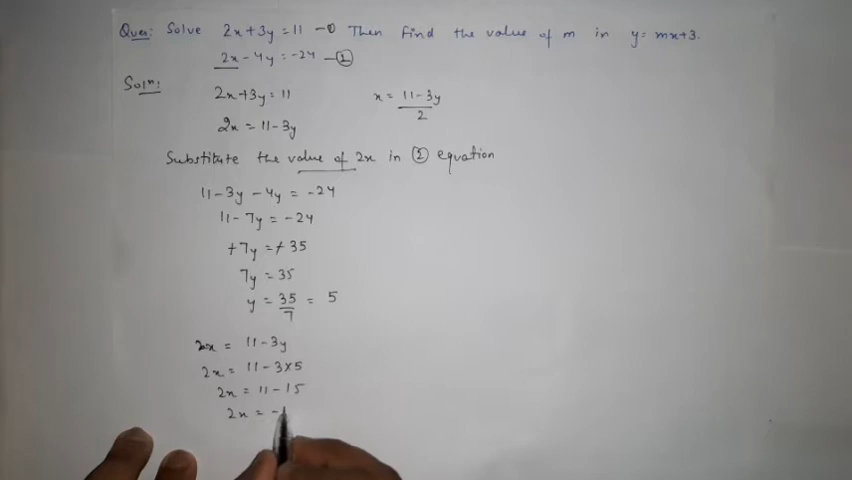 Ques: Solve 2x+3y=11 —① Then find the value of m in y=mx+3.
2x-4y=-24 —②
Solⁿ:
2x+3y=11
x = 11-3y / 2
2x = 11-3y
Substitute the value of 2x in ② equation
11-3y-4y = -24
11-7y = -24
+7y = +35
7y = 35
y = 35/7 = 5
2x = 11-3y
2x = 11-3×5
2x = 11-15
2x = -